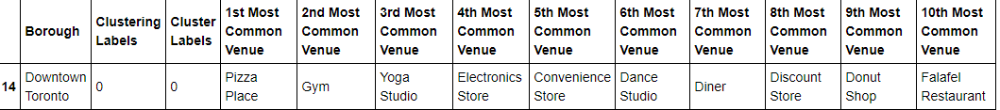 Borough Clustering Labels Cluster Labels 1st Most Common Venue 2nd Most Common Venue 3rd Most Common Venue 4th Most Common Venue 5th Most Common Venue 6th Most Common Venue 7th Most Common Venue 8th Most Common Venue 9th Most Common Venue 10th Most Common Venue
14 Downtown Toronto 0 0 Pizza Place Gym Yoga Studio Electronics Store Convenience Store Dance Studio Diner Discount Store Donut Shop Falafel Restaurant